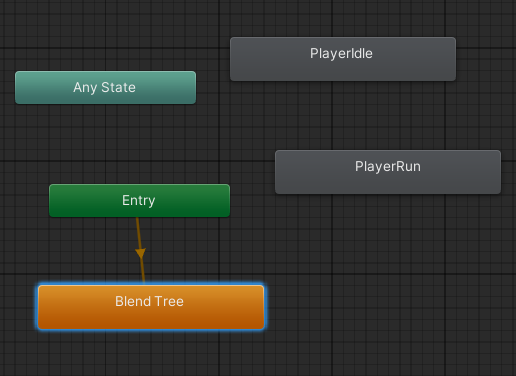 PlayerIdle
Any State
PlayerRun
Entry
Blend Tree